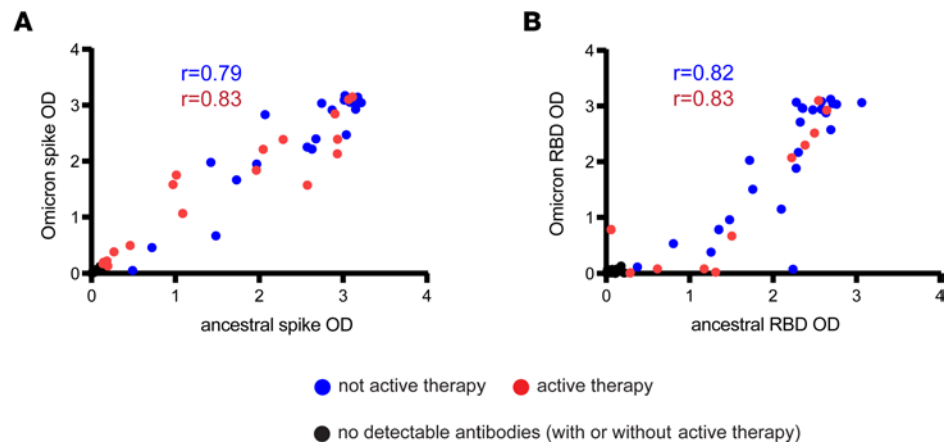 A
4
3
2
1
0
0
1
2
3
4
Omicron spike OD
ancestral spike OD
r=0.79
r=0.83
B
4
3
2
1
0
0
1
2
3
4
Omicron RBD OD
ancestral RBD OD
r=0.82
r=0.83
not active therapy
active therapy
no detectable antibodies (with or without active therapy)